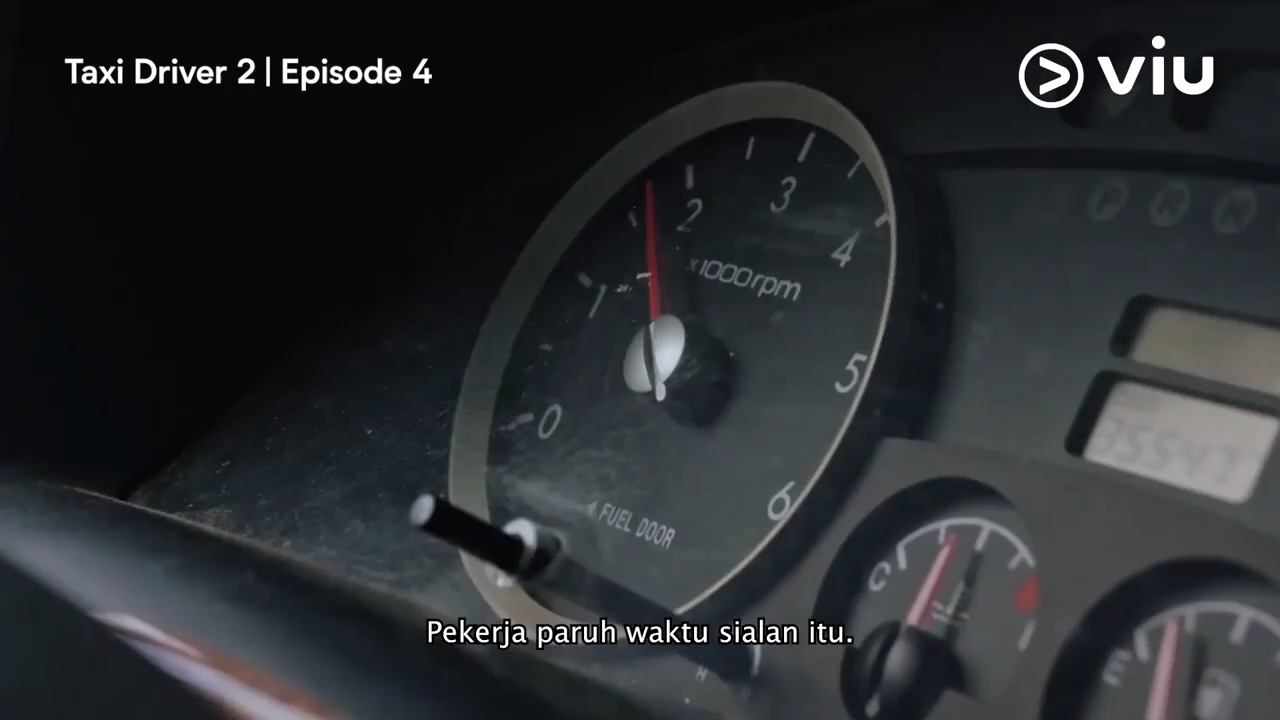 Taxi Driver 2 | Episode 4
viu
P R N
2
3
4
1
x1000rpm
5
0
6
FUEL DOOR
C
E
H
Pekerja paruh waktu sialan itu.